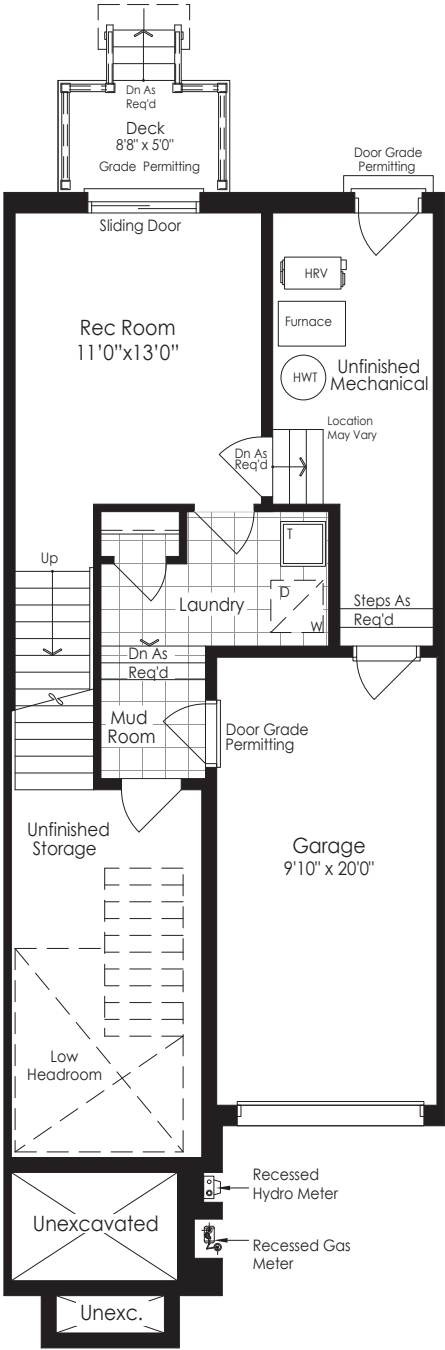 Dn As
Req'd
Deck
8'8" x 5'0"
Grade Permitting
Door Grade
Permitting
Sliding Door
HRV
Rec Room
11'0"x13'0"
Furnace
HWT
Unfinished
Mechanical
Location
May Vary
Dn As
Req'd
T
Up
D
Laundry
W
Steps As
Req'd
Dn As
Req'd
Mud
Room
Door Grade
Permitting
Unfinished
Storage
Garage
9'10" x 20'0"
Low
Headroom
Recessed
Hydro Meter
Unexcavated
Recessed Gas
Meter
Unexc.